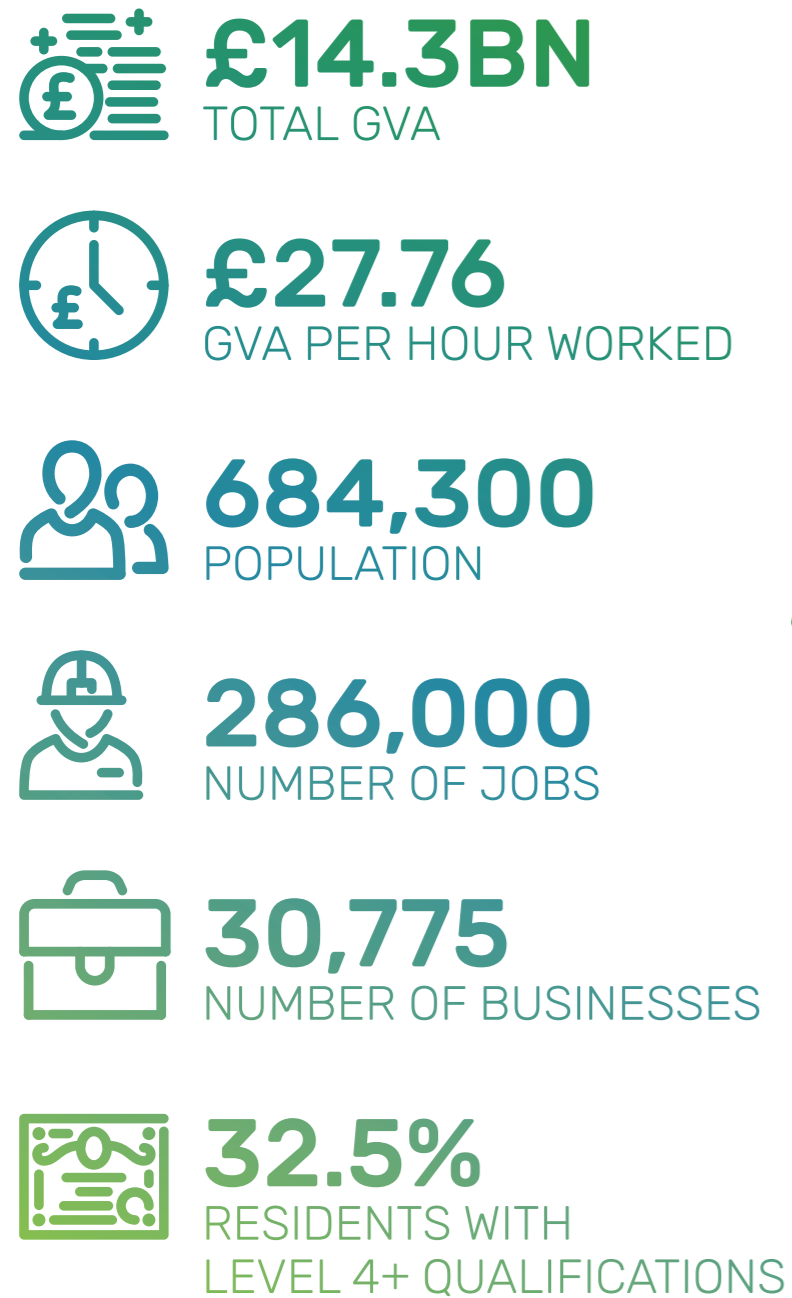 £14.3BN
TOTAL GVA
£27.76
GVA PER HOUR WORKED
684,300
POPULATION
286,000
NUMBER OF JOBS
30,775
NUMBER OF BUSINESSES
32.5%
RESIDENTS WITH
LEVEL 4+ QUALIFICATIONS